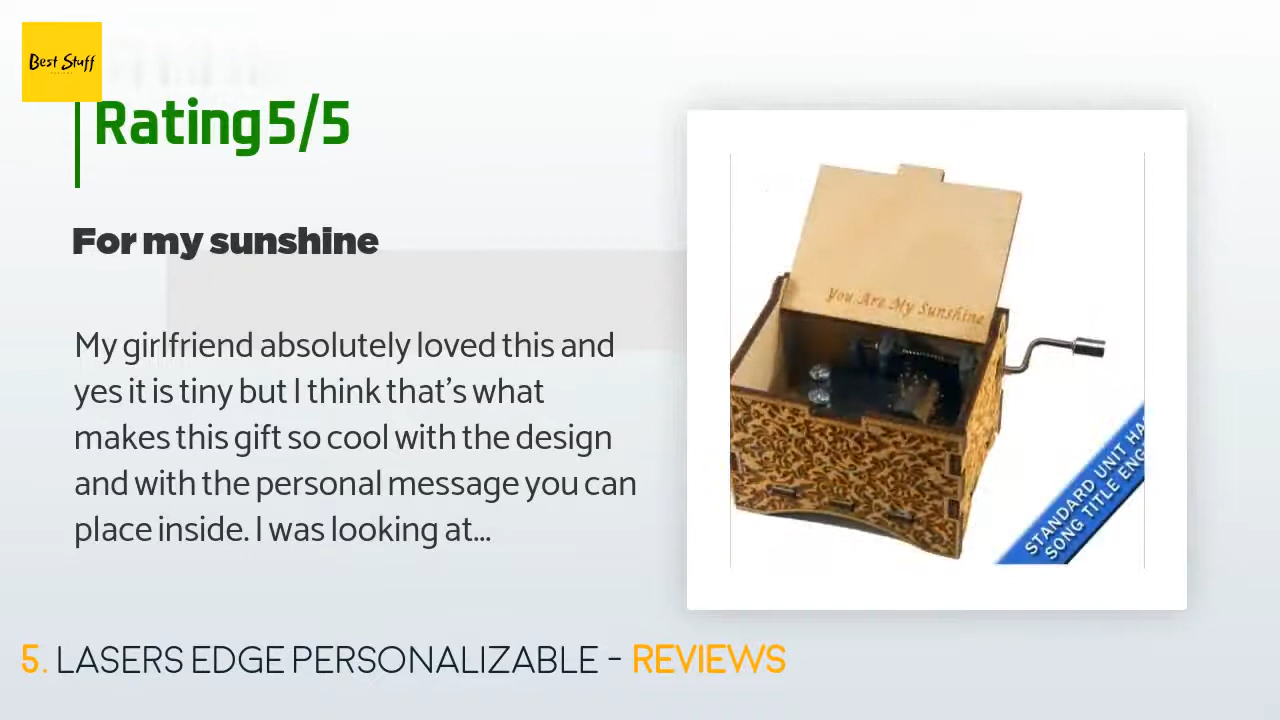 Best Stuff
Rating 5/5
For my sunshine
My girlfriend absolutely loved this and
yes it is tiny but I think that's what
makes this gift so cool with the design
and with the personal message you can
place inside. I was looking at...
You Are My Sunshine
STANDARD UNIT HA
SONG TITLE ENG
5. LASERS EDGE PERSONALIZABLE - REVIEWS